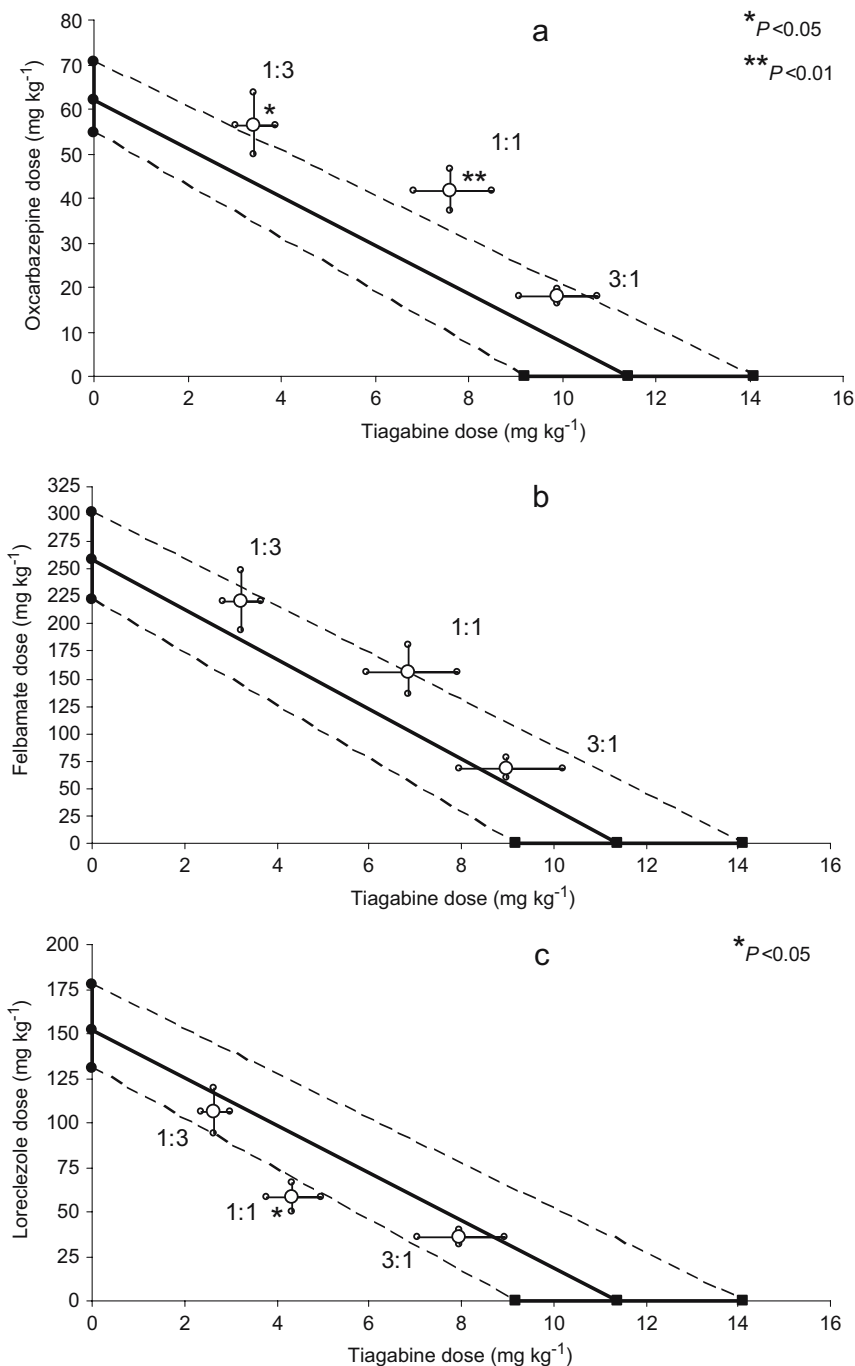 a
*P<0.05
**P<0.01
70
60
50
40
30
20
10
0
Oxcarbazepine dose (mg kg⁻¹)
1:3
*
1:1
**
3:1
0 2 4 6 8 10 12 14 16
Tiagabine dose (mg kg⁻¹)
b
325
300
275
250
225
200
175
150
125
100
75
50
25
0
Felbamate dose (mg kg⁻¹)
1:3
1:1
3:1
0 2 4 6 8 10 12 14 16
Tiagabine dose (mg kg⁻¹)
c
*P<0.05
200
175
150
125
100
75
50
25
0
Loreclezole dose (mg kg⁻¹)
1:3
1:1
*
3:1
0 2 4 6 8 10 12 14 16
Tiagabine dose (mg kg⁻¹)